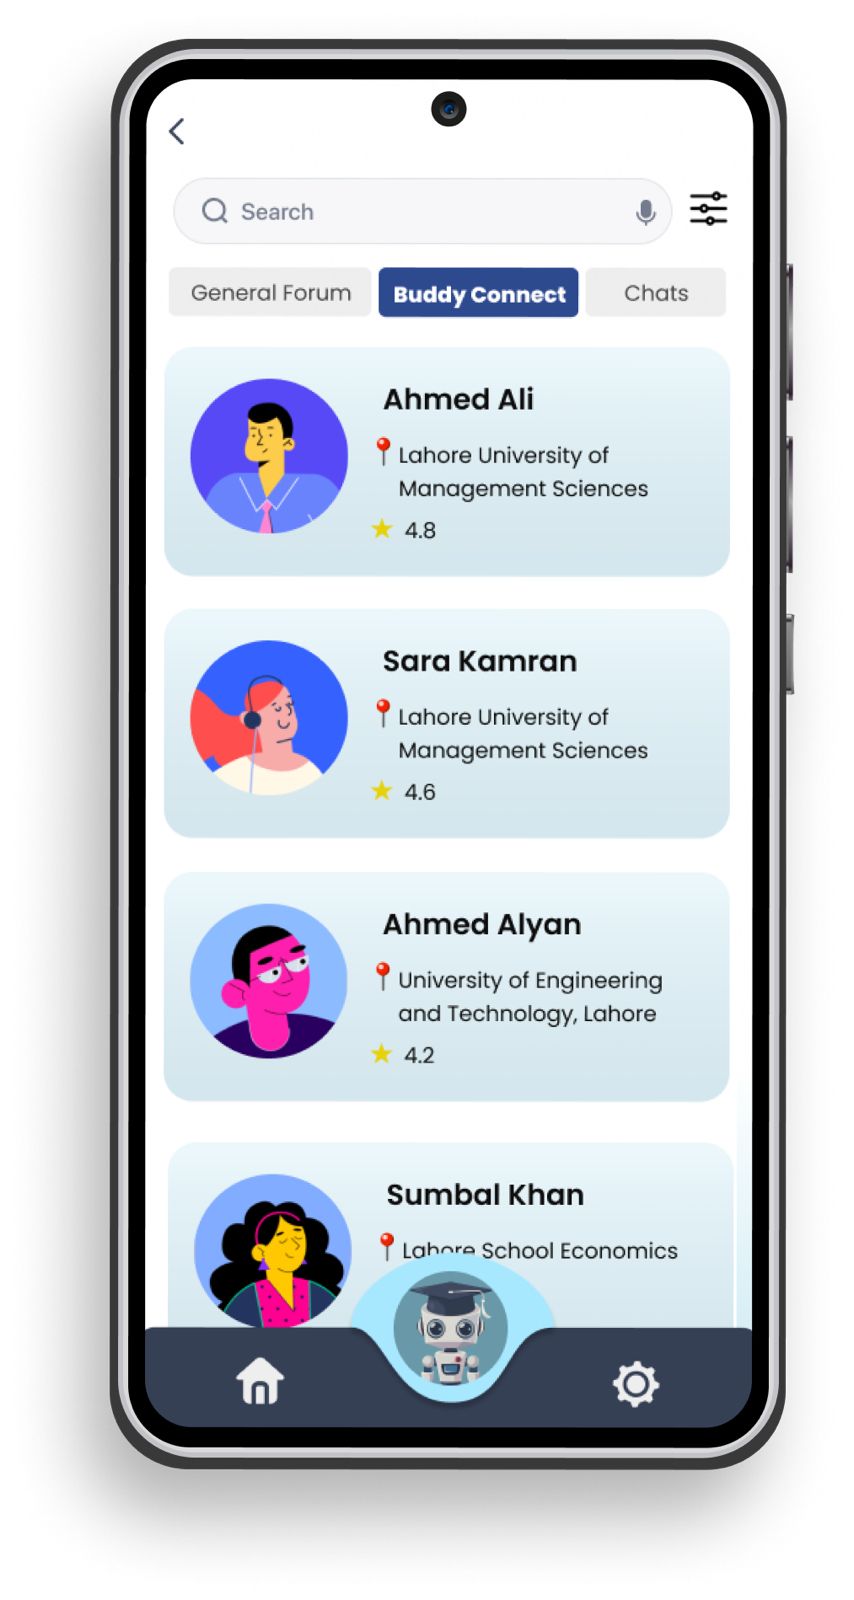 Search
General Forum
Buddy Connect
Chats
Ahmed Ali
Lahore University of
Management Sciences
4.8
Sara Kamran
Lahore University of
Management Sciences
4.6
Ahmed Alyan
University of Engineering
and Technology, Lahore
4.2
Sumbal Khan
Lahore School Economics